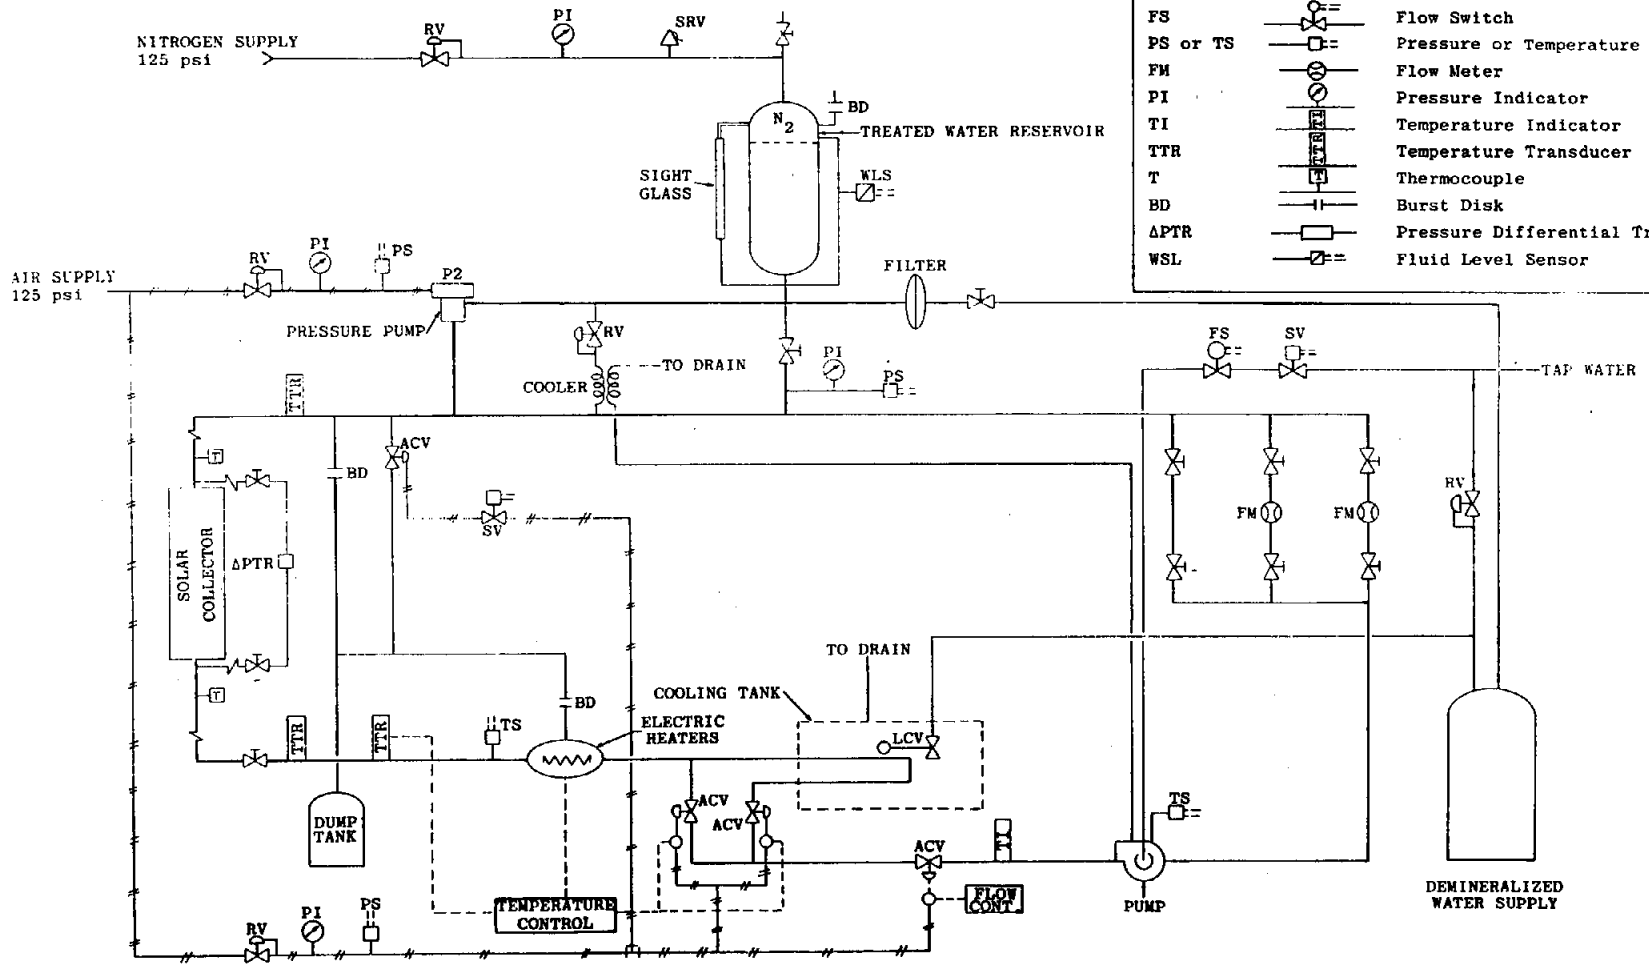 NITROGEN SUPPLY
125 psi
RV
PI
SRV
N2
BD
TREATED WATER RESERVOIR
SIGHT
GLASS
WLS
FS Flow Switch
PS or TS Pressure or Temperature
FM Flow Meter
PI Pressure Indicator
TI TI Temperature Indicator
TTR TTR Temperature Transducer
T T Thermocouple
BD Burst Disk
ΔPTR Pressure Differential Tr
WSL Fluid Level Sensor
AIR SUPPLY
125 psi
RV
PI
PS
P2
PRESSURE PUMP
FILTER
RV
COOLER
TO DRAIN
PI
PS
FS
SV
TAP WATER
TTR
T
BD
ACV
SV
SOLAR
COLLECTOR
ΔPTR
T
FM
FM
RV
TO DRAIN
COOLING TANK
LCV
BD
ELECTRIC
HEATERS
TTR
TTR
TS
DUMP
TANK
ACV
ACV
ACV
TI
TS
PUMP
TEMPERATURE
CONTROL
FLOW
CONT.
DEMINERALIZED
WATER SUPPLY
RV
PI
PS